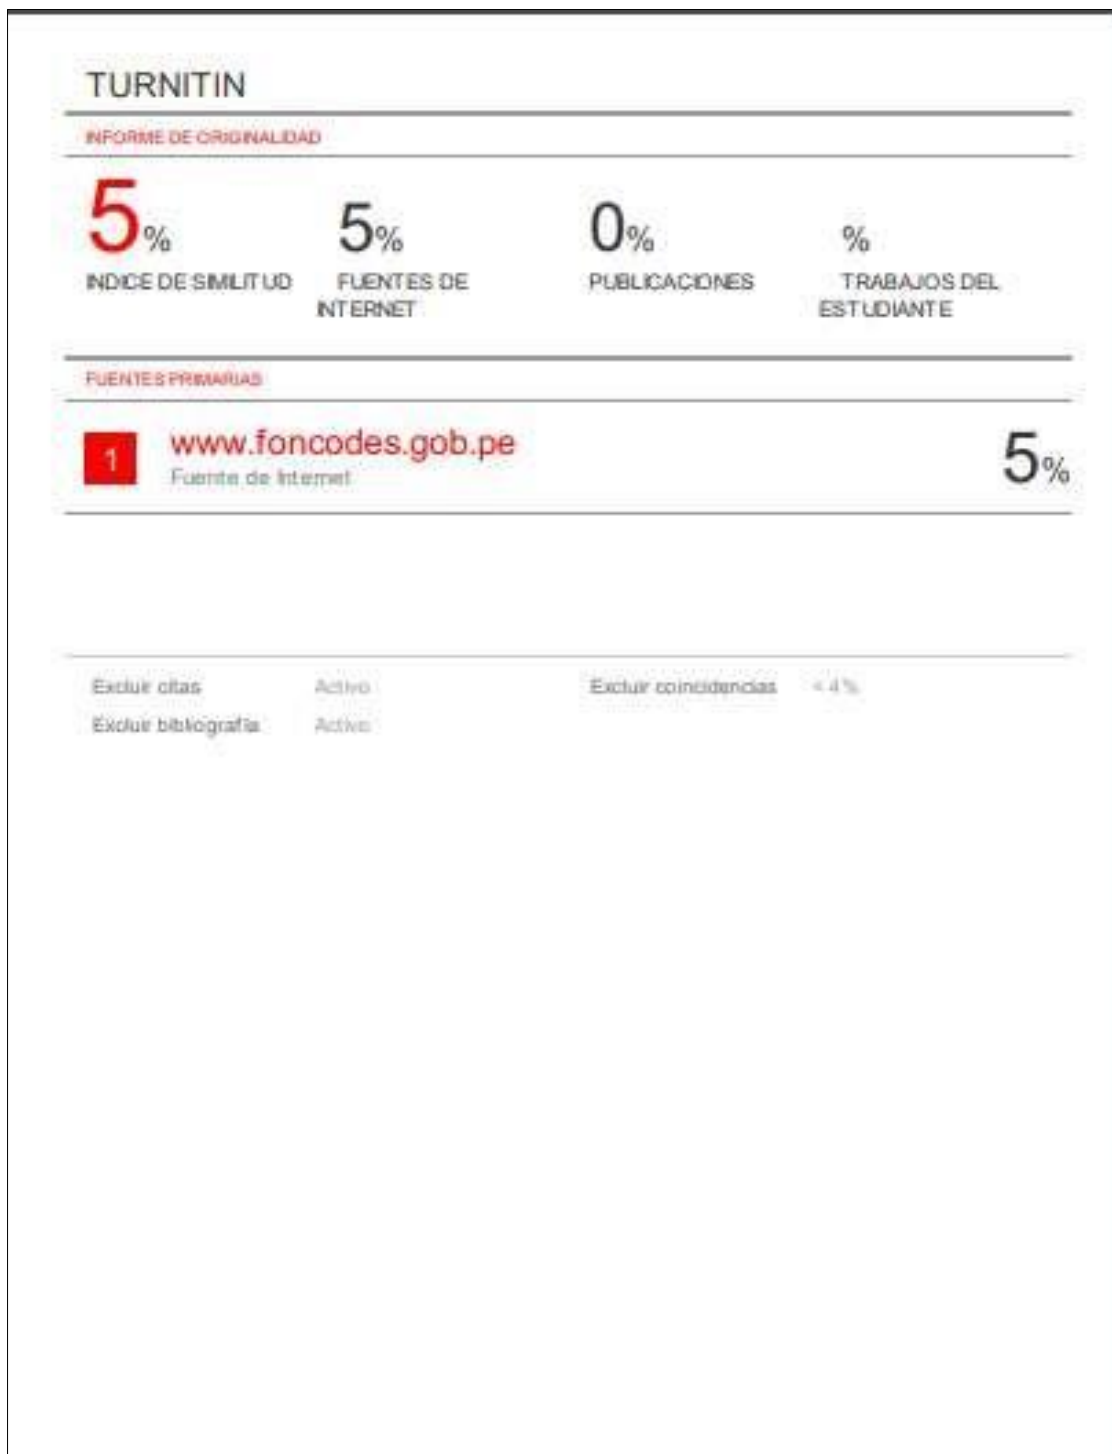 TURNITIN
INFORME DE ORIGINALIDAD
5%
5%
0%
%
INDICE DE SIMILITUD
FUENTES DE
INTERNET
PUBLICACIONES
TRABAJOS DEL
ESTUDIANTE
FUENTES PRIMARIAS
1
www.foncodes.gob.pe
Fuente de Internet
5%
Excluir citas
Activo
Excluir coincidencias
< 4%
Excluir bibliografía
Activo